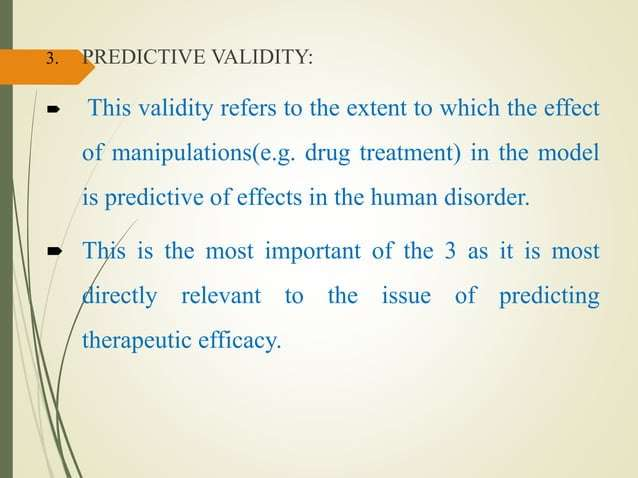 3. PREDICTIVE VALIDITY:
This validity refers to the extent to which the effect
of manipulations(e.g. drug treatment) in the model
is predictive of effects in the human disorder.
This is the most important of the 3 as it is most
directly relevant to the issue of predicting
therapeutic efficacy.